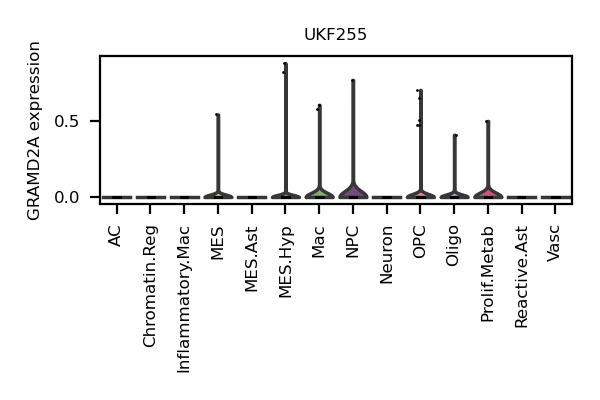 UKF255
GRAMD2A expression
0.5
0.0
AC
Chromatin.Reg
Inflammatory.Mac
MES
MES.Ast
MES.Hyp
Mac
NPC
Neuron
OPC
Oligo
Prolif.Metab
Reactive.Ast
Vasc